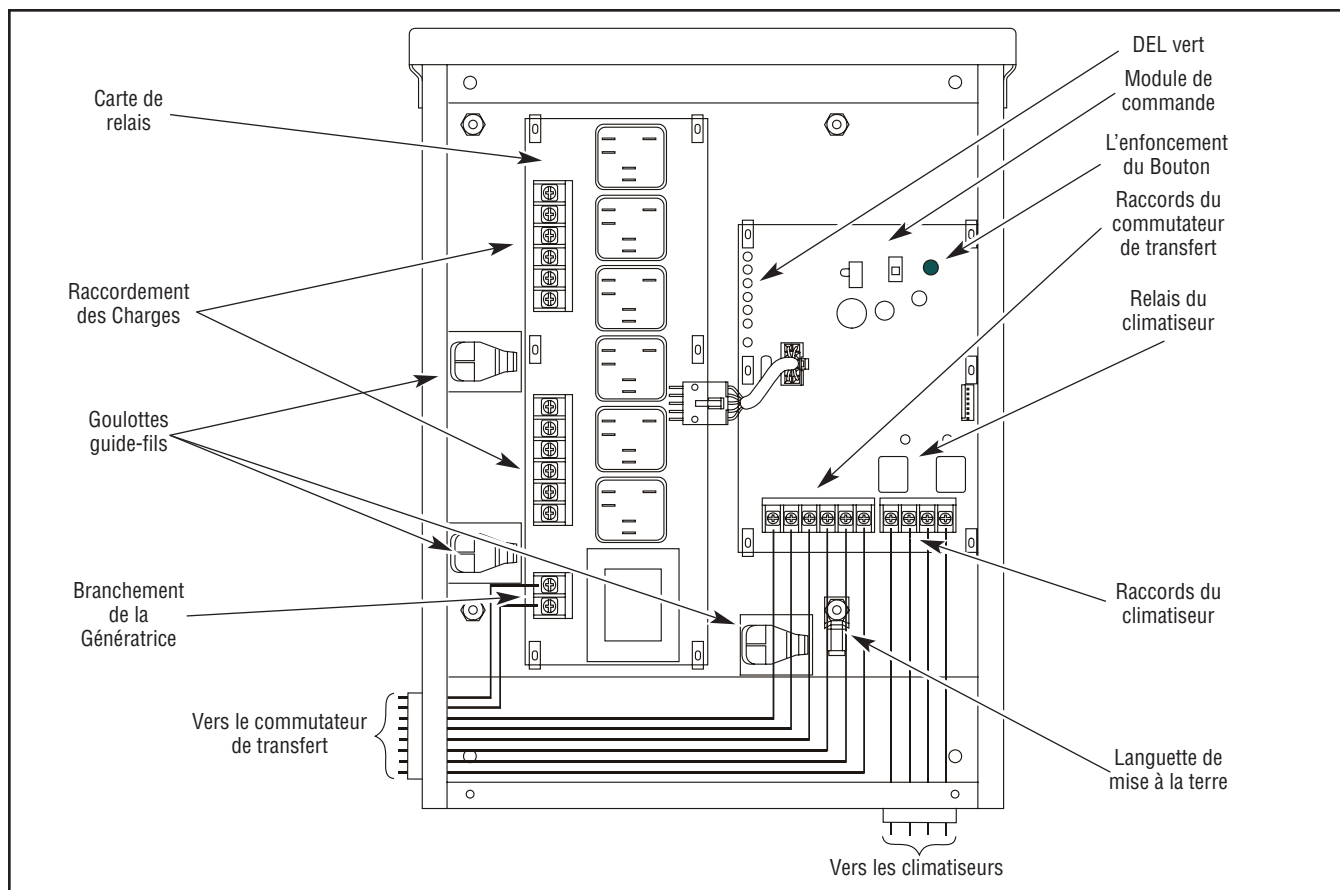 Carte de
relais
Raccordement
des Charges
Goulottes
guide-fils
Branchement
de la
Génératrice
Vers le commutateur
de transfert
DEL vert
Module de
commande
L'enfoncement
du Bouton
Raccords du
commutateur
de transfert
Relais du
climatiseur
Raccords du
climatiseur
Languette de
mise à la terre
Vers les climatiseurs